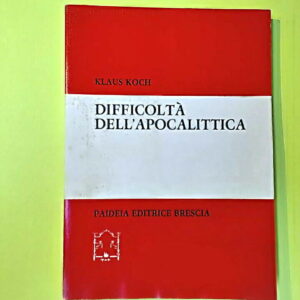 KLAUS KOCH
DIFFICOLTÀ
DELL'APOCALITTICA
PAIDEIA EDITRICE BRESCIA